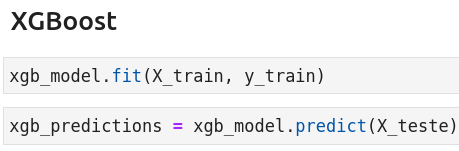 XGBoost
xgb_model.fit(X_train, y_train)
xgb_predictions = xgb_model.predict(X_teste)